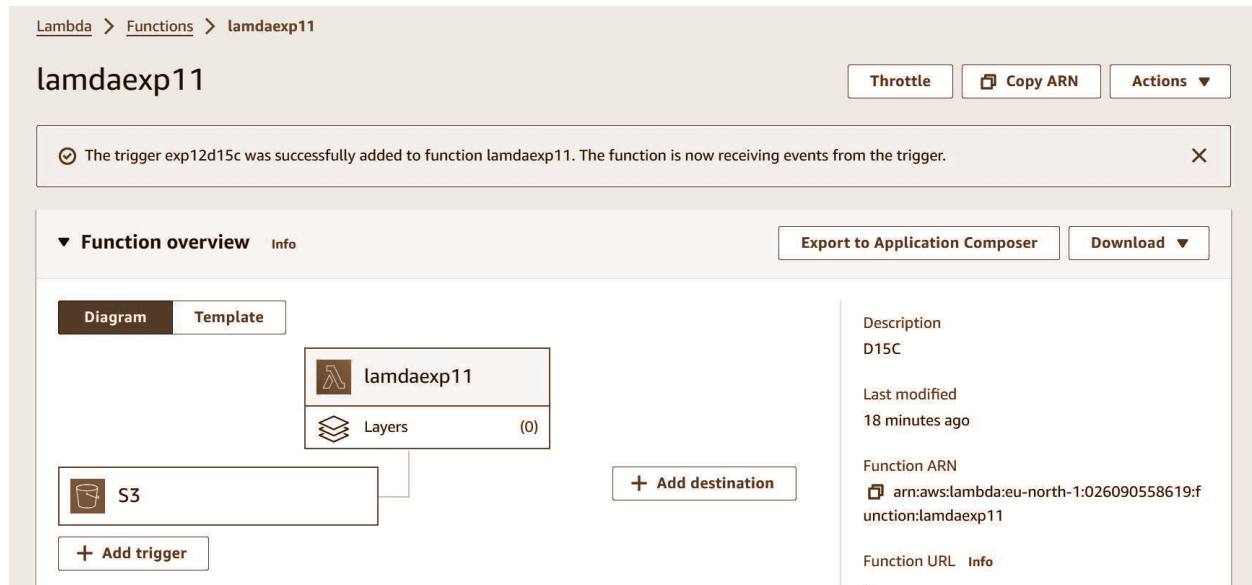 Lambda > Functions > lamdaexp11
lamdaexp11
Throttle
Copy ARN
Actions
The trigger exp12d15c was successfully added to function lamdaexp11. The function is now receiving events from the trigger.
Function overview Info
Export to Application Composer
Download
Diagram
Template
lamdaexp11
Layers (0)
S3
+ Add trigger
+ Add destination
Description
D15C
Last modified
18 minutes ago
Function ARN
arn:aws:lambda:eu-north-1:026090558619:f
unction:lamdaexp11
Function URL Info